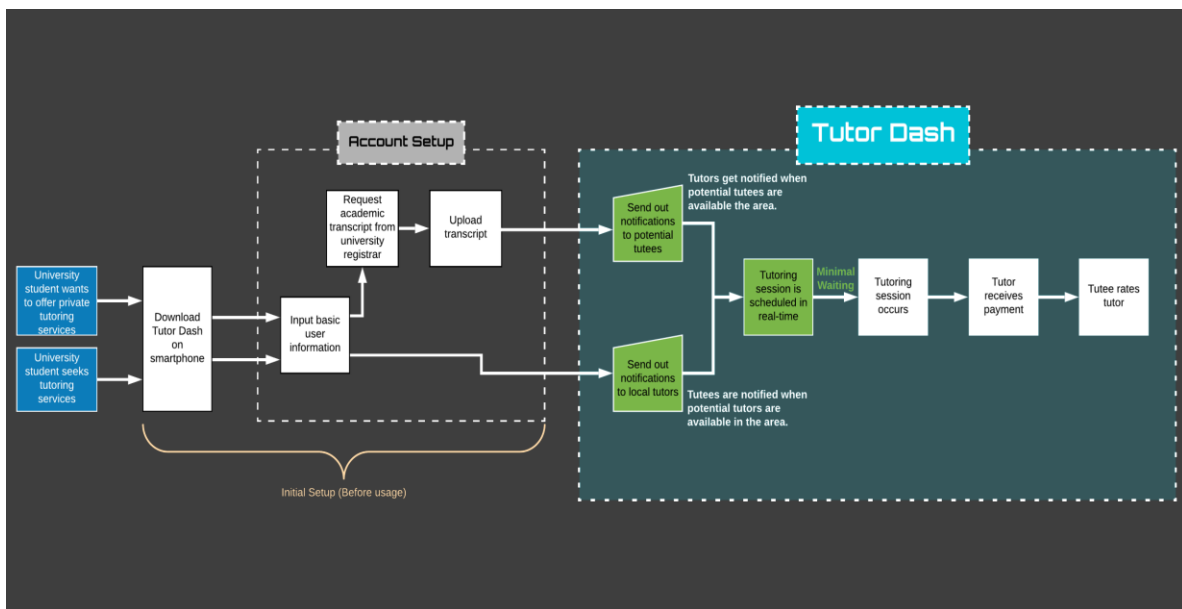 Account Setup
Tutor Dash
Tutors get notified when
potential tutees are
available the area.
Request
academic
transcript from
university
registrar
Upload
transcript
Send out
notifications
to potential
tutees
University
student wants
to offer private
tutoring
services
Download
Tutor Dash
on
smartphone
Input basic
user
information
Tutoring
session is
scheduled in
real-time
Minimal
Waiting
Tutoring
session
occurs
Tutor
receives
payment
Tutee rates
tutor
University
student seeks
tutoring
services
Send out
notifications
to local tutors
Tutees are notified when
potential tutors are
available in the area.
Initial Setup (Before usage)